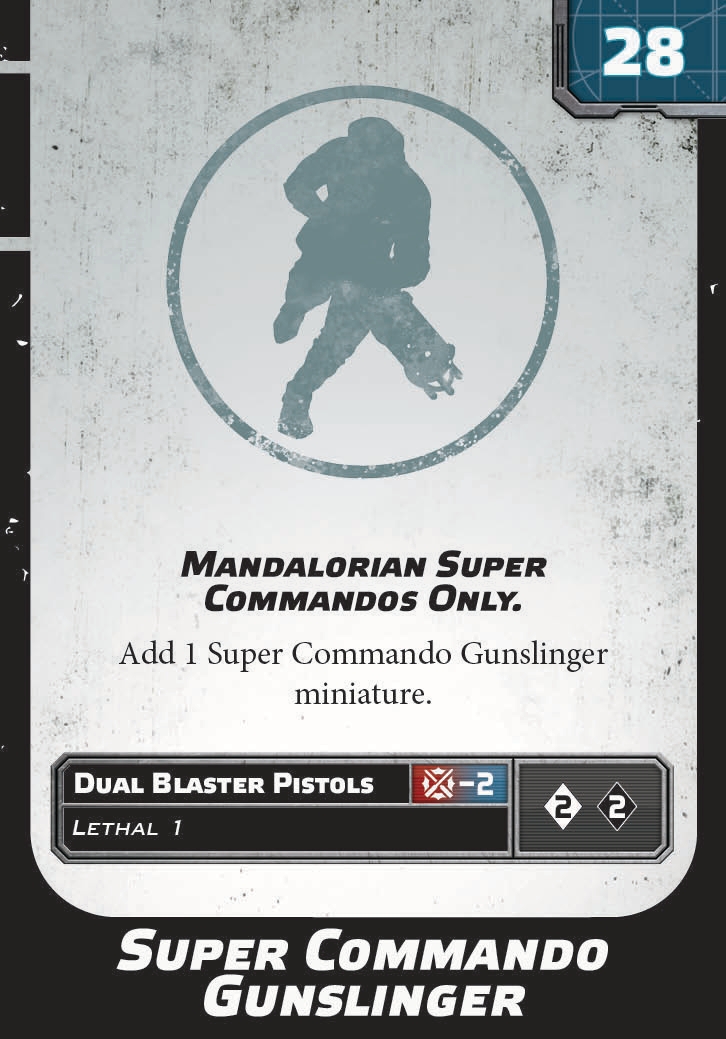 28
Mandalorian Super
Commandos Only.
Add 1 Super Commando Gunslinger
miniature.
Dual Blaster Pistols
–2
Lethal 1
2 2
Super Commando
Gunslinger